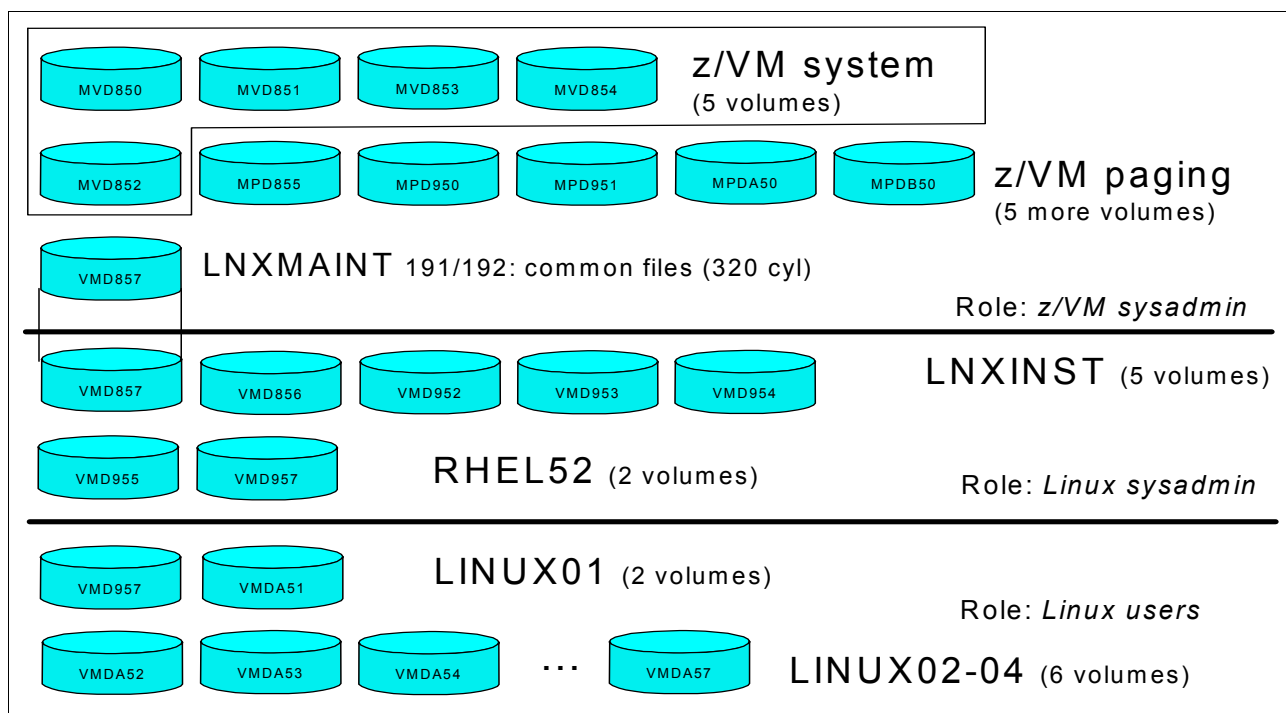 MVD850 MVD851 MVD853 MVD854 z/VM system
(5 volumes)
MVD852 MPD855 MPD950 MPD951 MPDA50 MPDB50 z/VM paging
(5 more volumes)
VMD857 LNXMAINT 191/192: common files (320 cyl)
Role: z/VM sysadmin
VMD857 VMD856 VMD952 VMD953 VMD954 LNXINST (5 volumes)
VMD955 VMD957 RHEL52 (2 volumes)
Role: Linux sysadmin
VMD957 VMDA51 LINUX01 (2 volumes)
Role: Linux users
VMDA52 VMDA53 VMDA54 ... VMDA57 LINUX02-04 (6 volumes)